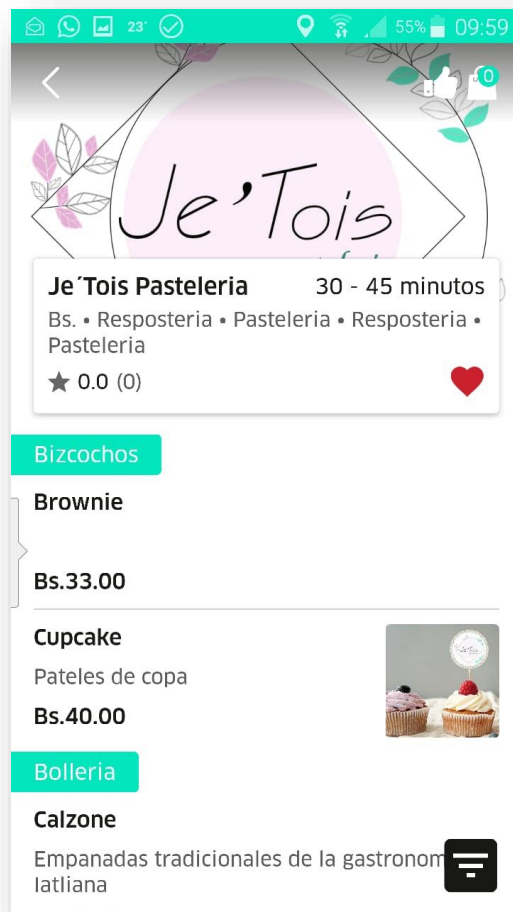 23°
55%
09:59
0
Je'Tois
Je´Tois Pasteleria
30 - 45 minutos
Bs. • Resposteria • Pasteleria • Resposteria •
Pasteleria
0.0 (0)
Bizcochos
Brownie
Bs.33.00
Cupcake
Je'Tois
Pateles de copa
Bs.40.00
Bolleria
Calzone
Empanadas tradicionales de la gastronom
Iatliana